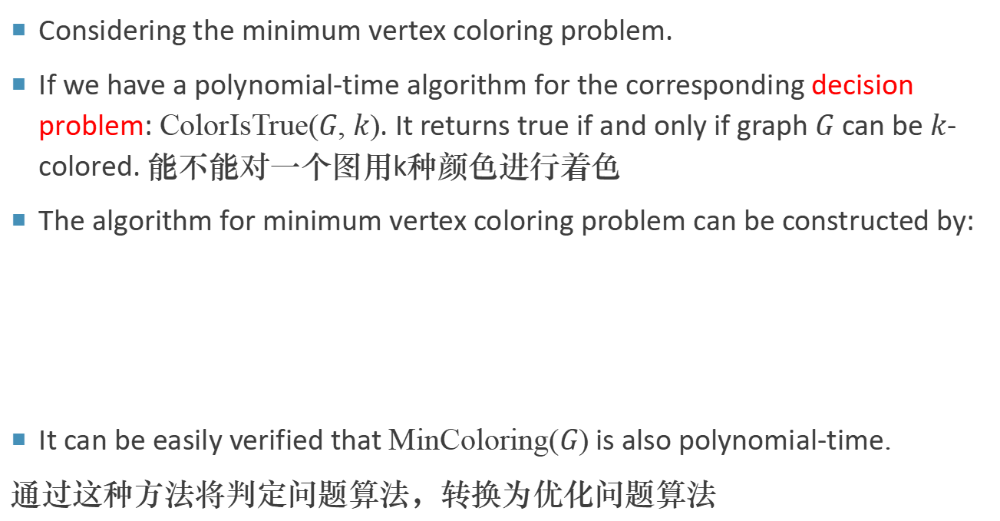 Considering the minimum vertex coloring problem.
If we have a polynomial-time algorithm for the corresponding decision
problem: ColorIsTrue(G, k). It returns true if and only if graph G can be k-
colored. 能不能对一个图用k种颜色进行着色
The algorithm for minimum vertex coloring problem can be constructed by:
It can be easily verified that MinColoring(G) is also polynomial-time.
通过这种方法将判定问题算法，转换为优化问题算法